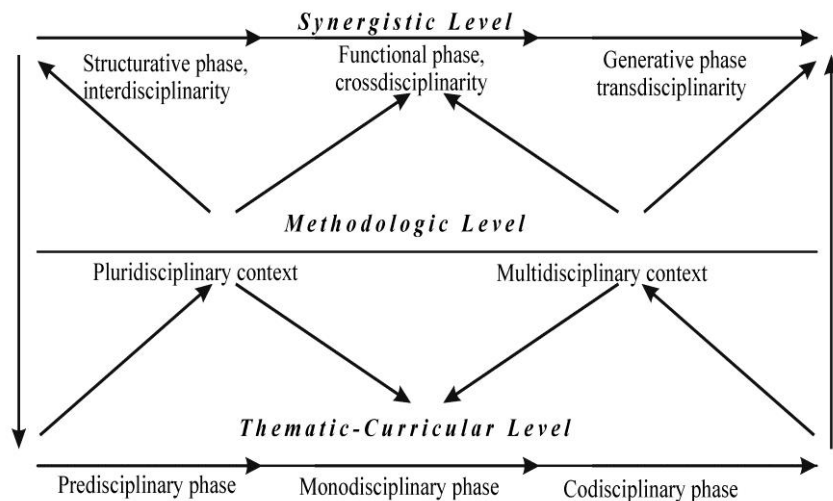 Synergistic Level
Structurative phase,
interdisciplinarity
Functional phase,
crossdisciplinarity
Generative phase
transdisciplinarity
Methodologic Level
Pluridisciplinary context
Multidisciplinary context
Thematic-Curricular Level
Predisciplinary phase
Monodisciplinary phase
Codisciplinary phase